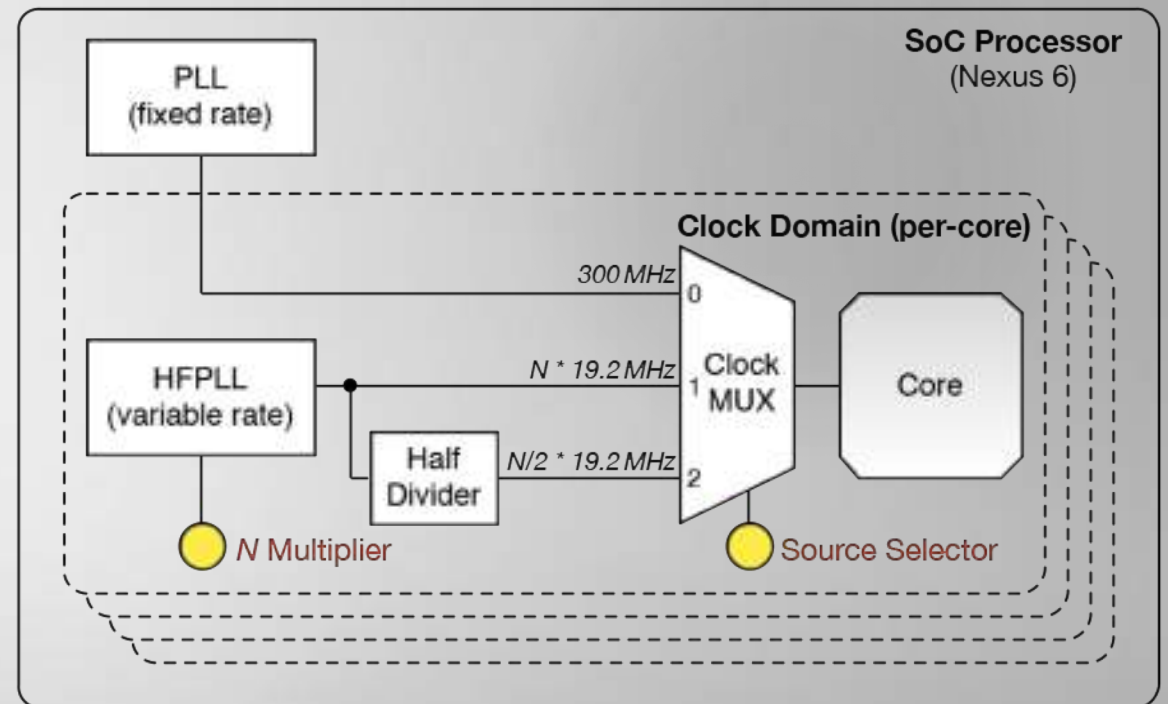 SoC Processor
(Nexus 6)
PLL
(fixed rate)
Clock Domain (per-core)
300 MHz
0
HFPLL
(variable rate)
N * 19.2 MHz
1
Clock
MUX
Core
Half
Divider
N/2 * 19.2 MHz
2
N Multiplier
Source Selector